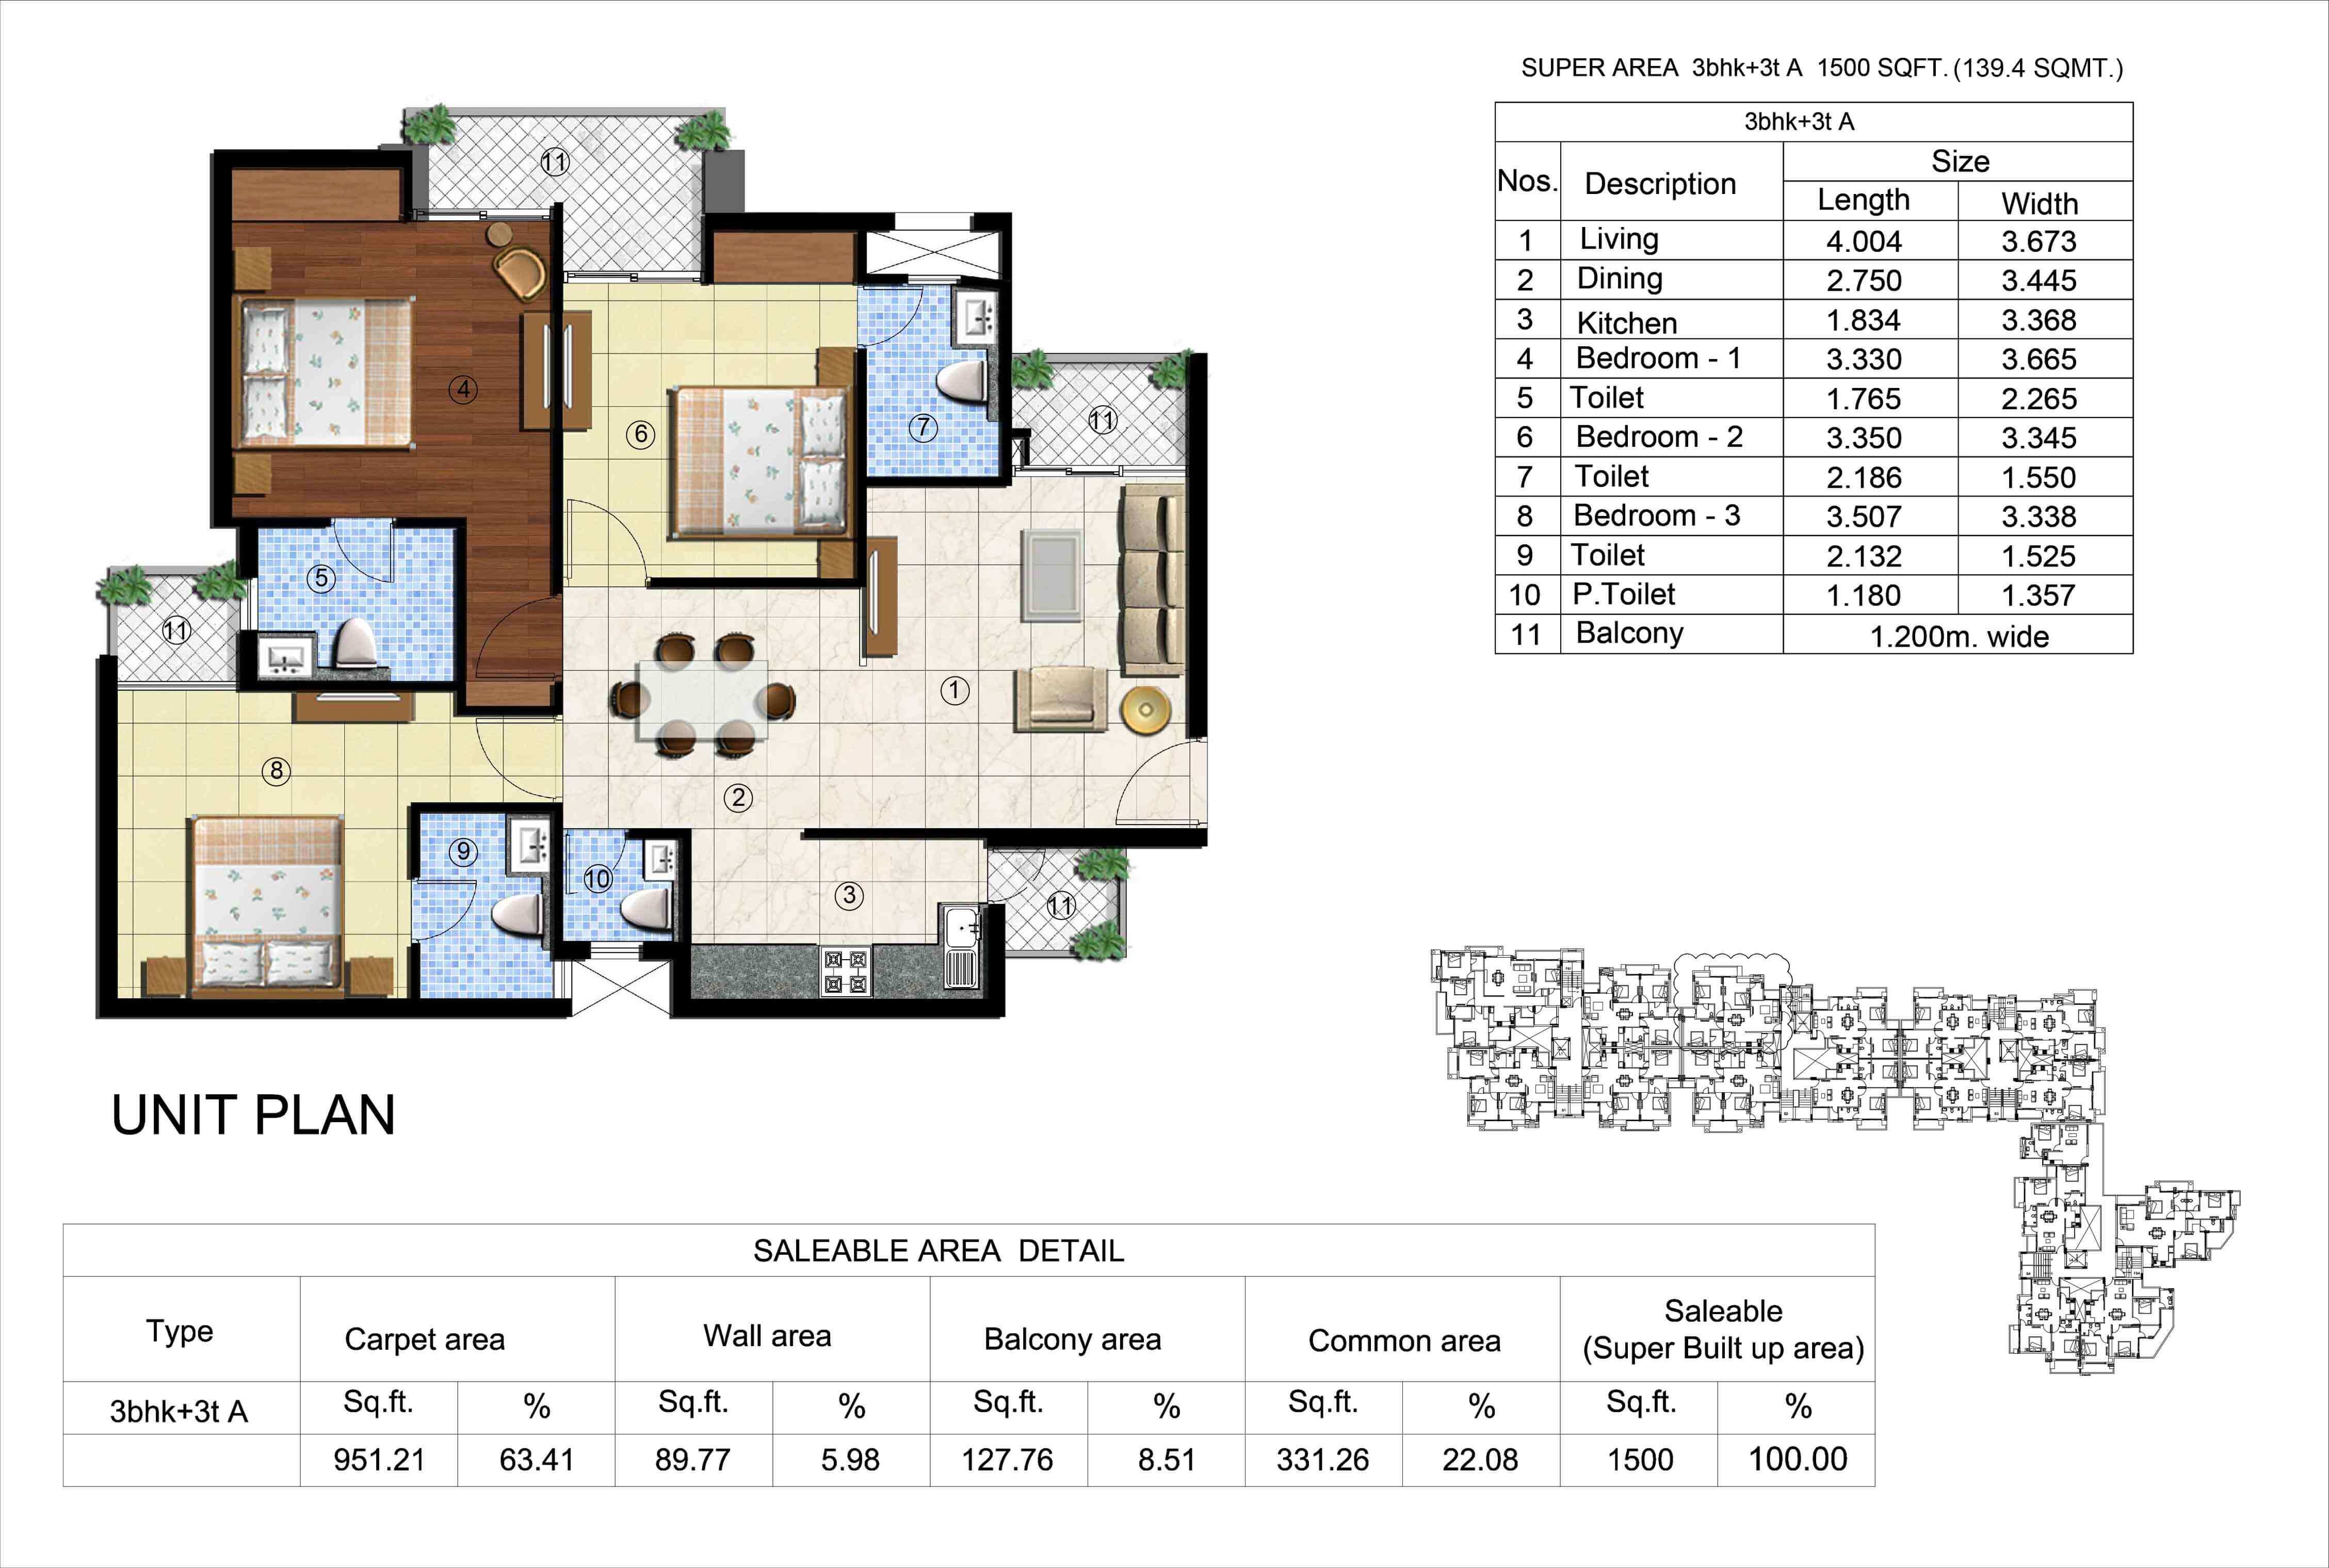 SUPER AREA 3bhk+3t A 1500 SQFT. (139.4 SQMT.)
3bhk+3t A
Nos. Description Size
Length Width
1 Living 4.004 3.673
2 Dining 2.750 3.445
3 Kitchen 1.834 3.368
4 Bedroom - 1 3.330 3.665
5 Toilet 1.765 2.265
6 Bedroom - 2 3.350 3.345
7 Toilet 2.186 1.550
8 Bedroom - 3 3.507 3.338
9 Toilet 2.132 1.525
10 P.Toilet 1.180 1.357
11 Balcony 1.200m. wide
11
4
6
7
11
5
11
1
8
2
9
10
3
11
UNIT PLAN
SALEABLE AREA DETAIL
Type Carpet area Wall area Balcony area Common area Saleable
(Super Built up area)
3bhk+3t A Sq.ft. % Sq.ft. % Sq.ft. % Sq.ft. % Sq.ft. %
951.21 63.41 89.77 5.98 127.76 8.51 331.26 22.08 1500 100.00